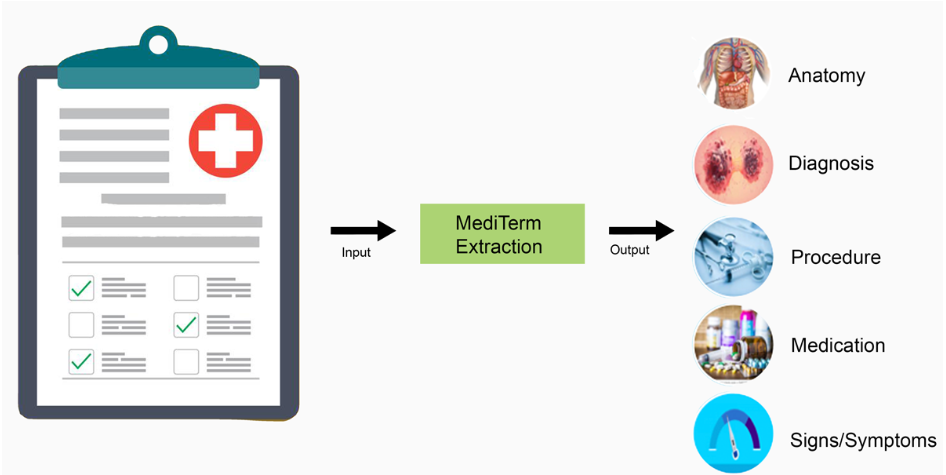 Input
MediTerm
Extraction
Output
Anatomy
Diagnosis
Procedure
Medication
Signs/Symptoms